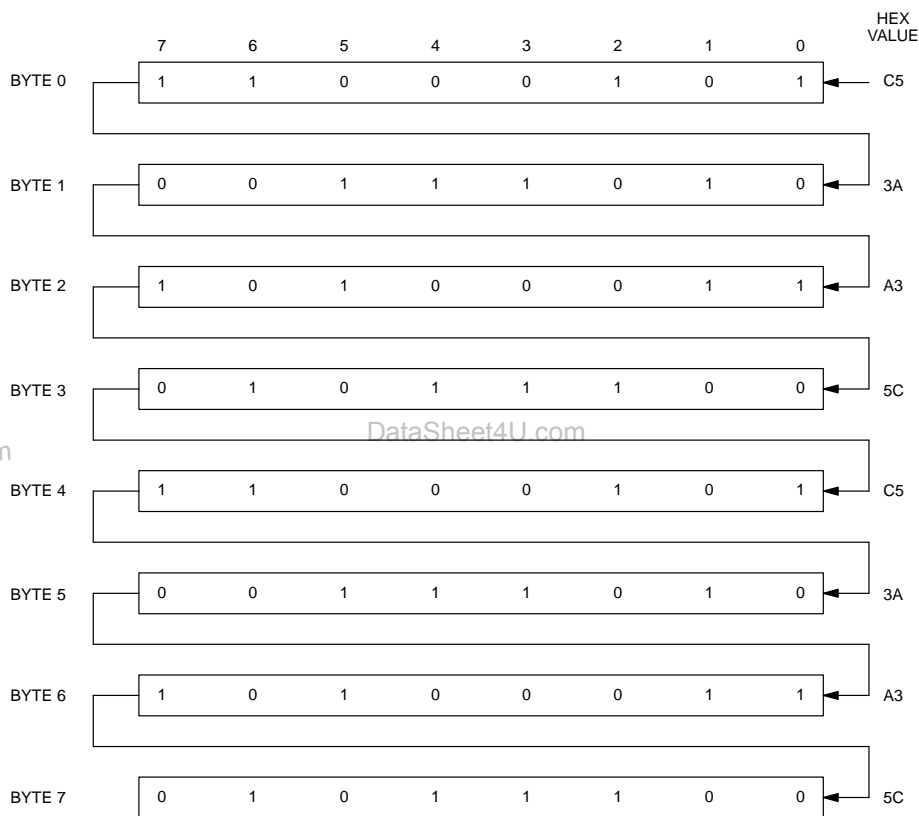 HEX
VALUE
7 6 5 4 3 2 1 0
BYTE 0 1 1 0 0 0 1 0 1 C5
BYTE 1 0 0 1 1 1 0 1 0 3A
BYTE 2 1 0 1 0 0 0 1 1 A3
BYTE 3 0 1 0 1 1 1 0 0 5C
DataSheet4U.com
m
BYTE 4 1 1 0 0 0 1 0 1 C5
BYTE 5 0 0 1 1 1 0 1 0 3A
BYTE 6 1 0 1 0 0 0 1 1 A3
BYTE 7 0 1 0 1 1 1 0 0 5C